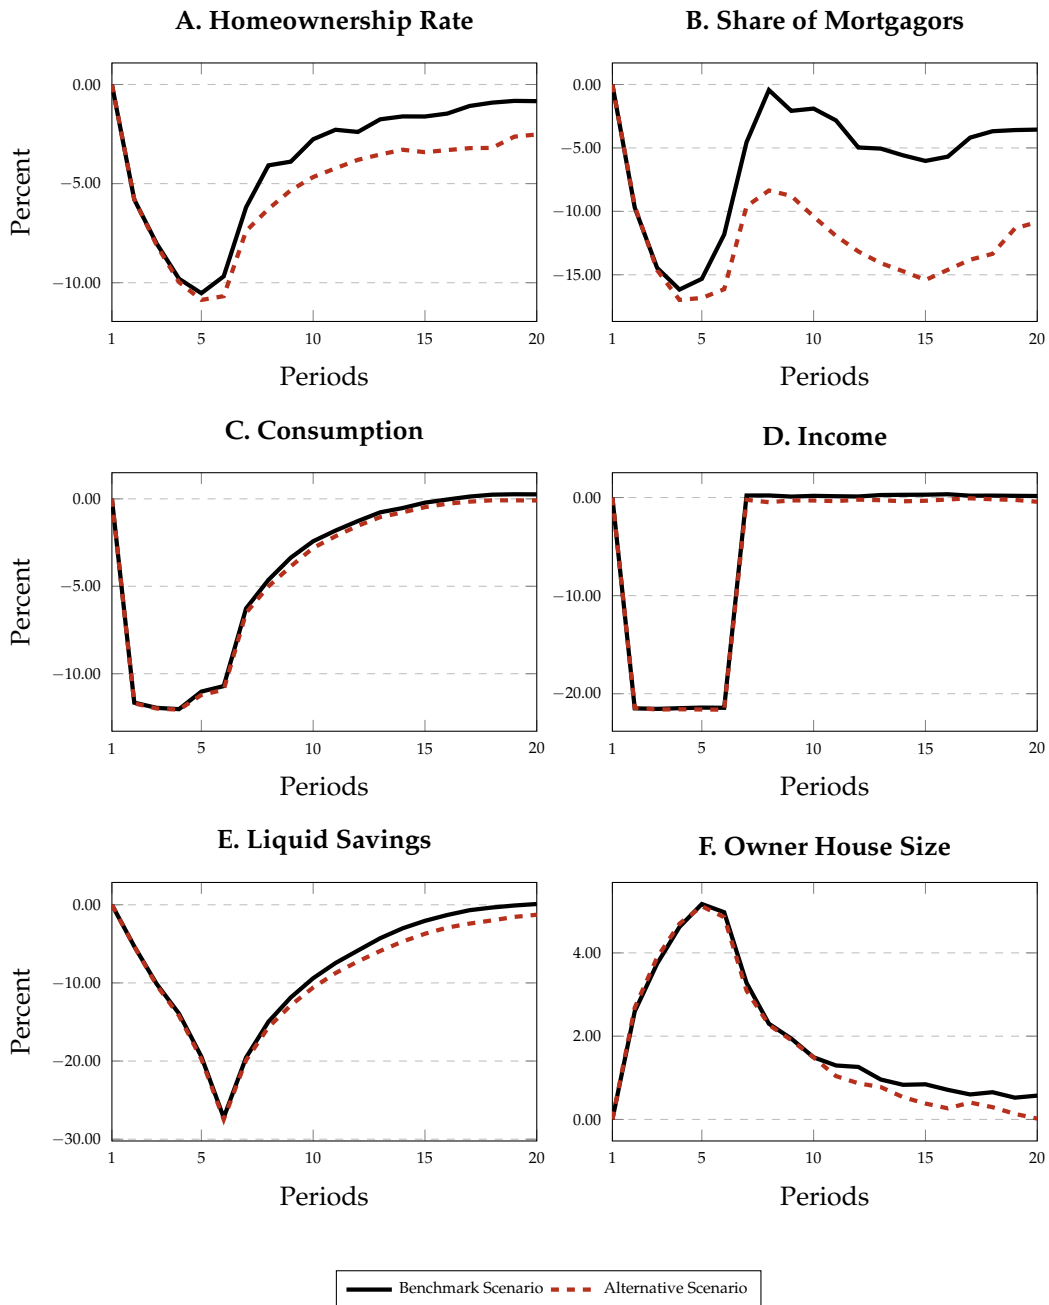 A. Homeownership Rate
B. Share of Mortgagors
Percent
0.00
−5.00
−10.00
1
5
10
15
20
Periods
0.00
−5.00
−10.00
−15.00
1
5
10
15
20
Periods
C. Consumption
D. Income
Percent
0.00
−5.00
−10.00
1
5
10
15
20
Periods
0.00
−10.00
−20.00
1
5
10
15
20
Periods
E. Liquid Savings
F. Owner House Size
Percent
0.00
−10.00
−20.00
−30.00
1
5
10
15
20
Periods
4.00
2.00
0.00
1
5
10
15
20
Periods
Benchmark Scenario
Alternative Scenario